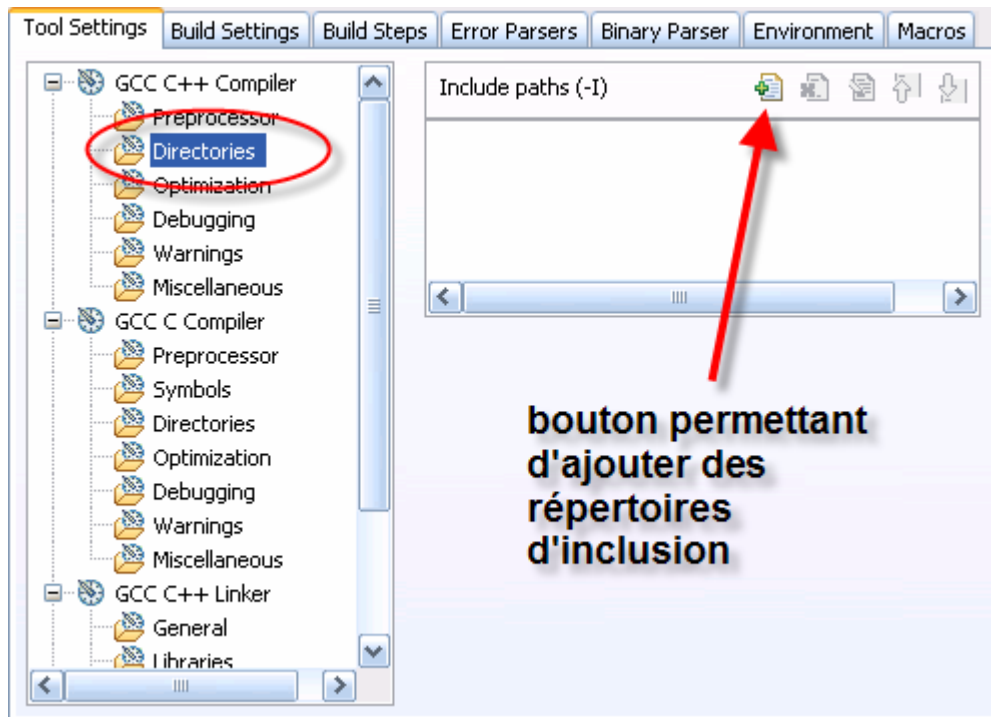 Tool Settings Build Settings Build Steps Error Parsers Binary Parser Environment Macros
GCC C++ Compiler
Preprocessor
Directories
Optimization
Debugging
Warnings
Miscellaneous
GCC C Compiler
Preprocessor
Symbols
Directories
Optimization
Debugging
Warnings
Miscellaneous
GCC C++ Linker
General
Libraries
Include paths (-I)
bouton permettant
d'ajouter des
répertoires
d'inclusion